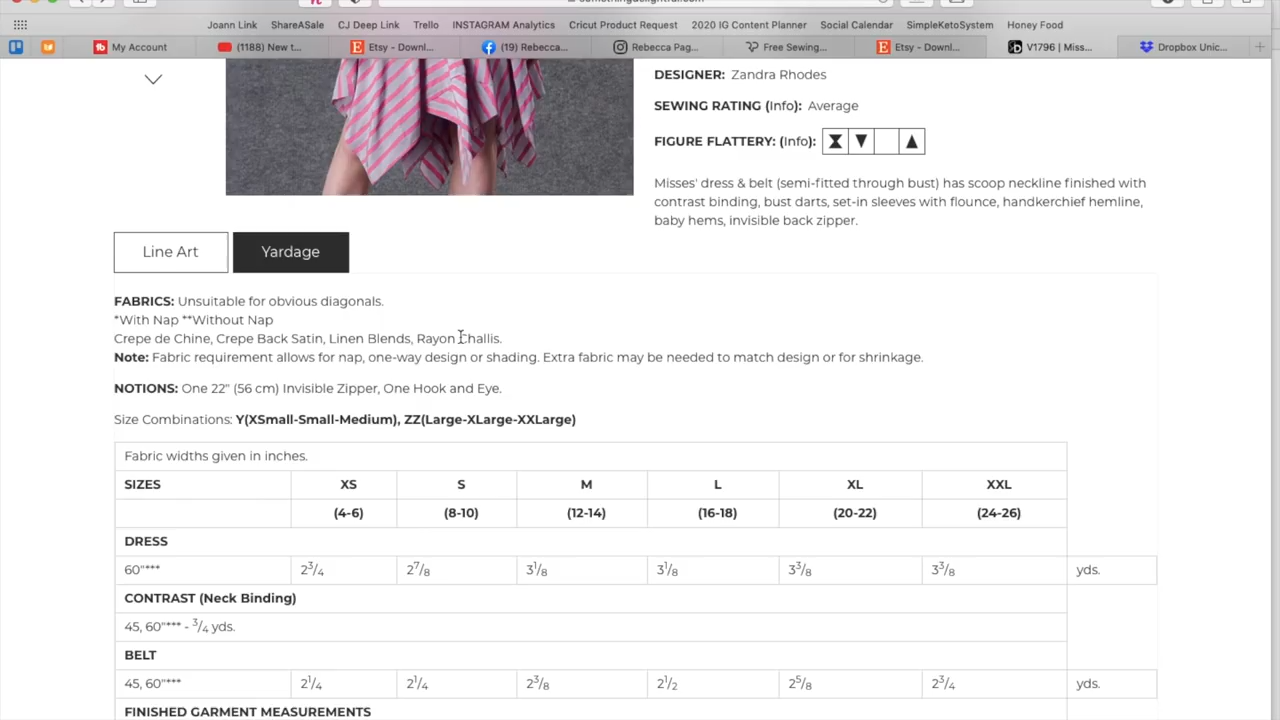 Joann Link ShareASale CJ Deep Link Trello INSTAGRAM Analytics Cricut Product Request 2020 IG Content Planner Social Calendar SimpleKetoSystem Honey Food
My Account (1188) New t... Etsy - Downl... (19) Rebecca... Rebecca Pag... Free Sewing... Etsy - Downl... V1796 | Miss... Dropbox Unic...
DESIGNER: Zandra Rhodes
SEWING RATING (Info): Average
FIGURE FLATTERY: (Info):
Misses' dress & belt (semi-fitted through bust) has scoop neckline finished with
contrast binding, bust darts, set-in sleeves with flounce, handkerchief hemline,
baby hems, invisible back zipper.
Line Art Yardage
FABRICS: Unsuitable for obvious diagonals.
*With Nap **Without Nap
Crepe de Chine, Crepe Back Satin, Linen Blends, Rayon Challis.
Note: Fabric requirement allows for nap, one-way design or shading. Extra fabric may be needed to match design or for shrinkage.
NOTIONS: One 22" (56 cm) Invisible Zipper, One Hook and Eye.
Size Combinations: Y(XSmall-Small-Medium), ZZ(Large-XLarge-XXLarge)
Fabric widths given in inches.
SIZES XS S M L XL XXL
(4-6) (8-10) (12-14) (16-18) (20-22) (24-26)
DRESS
60"*** 2 3/4 2 7/8 3 1/8 3 1/8 3 3/8 3 3/8 yds.
CONTRAST (Neck Binding)
45, 60"*** - 3/4 yds.
BELT
45, 60"*** 2 1/4 2 1/4 2 3/8 2 1/2 2 5/8 2 3/4 yds.
FINISHED GARMENT MEASUREMENTS